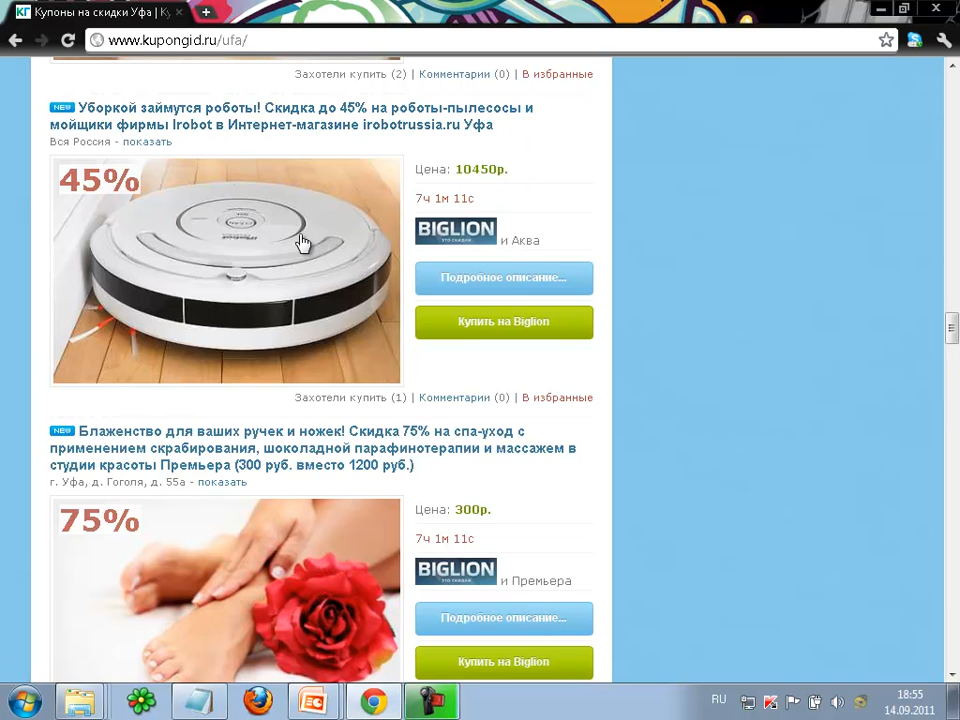 Купоны на скидки Уфа | К
www.kupongid.ru/ufa/
Захотели купить (2) | Комментарии (0) | В избранные
NEW Уборкой займутся роботы! Скидка до 45% на роботы-пылесосы и
мойщики фирмы Irobot в Интернет-магазине irobotrussia.ru Уфа
Вся Россия - показать
45%
Цена: 10450р.
7ч 1м 11с
BIGLION и Аква
Подробное описание...
Купить на Biglion
Захотели купить (1) | Комментарии (0) | В избранные
NEW Блаженство для ваших ручек и ножек! Скидка 75% на спа-уход с
применением скрабирования, шоколадной парафинотерапии и массажем в
студии красоты Премьера (300 руб. вместо 1200 руб.)
г. Уфа, д. Гоголя, д. 55а - показать
75%
Цена: 300р.
7ч 1м 11с
BIGLION и Премьера
Подробное описание...
Купить на Biglion
RU
18:55
14.09.2011